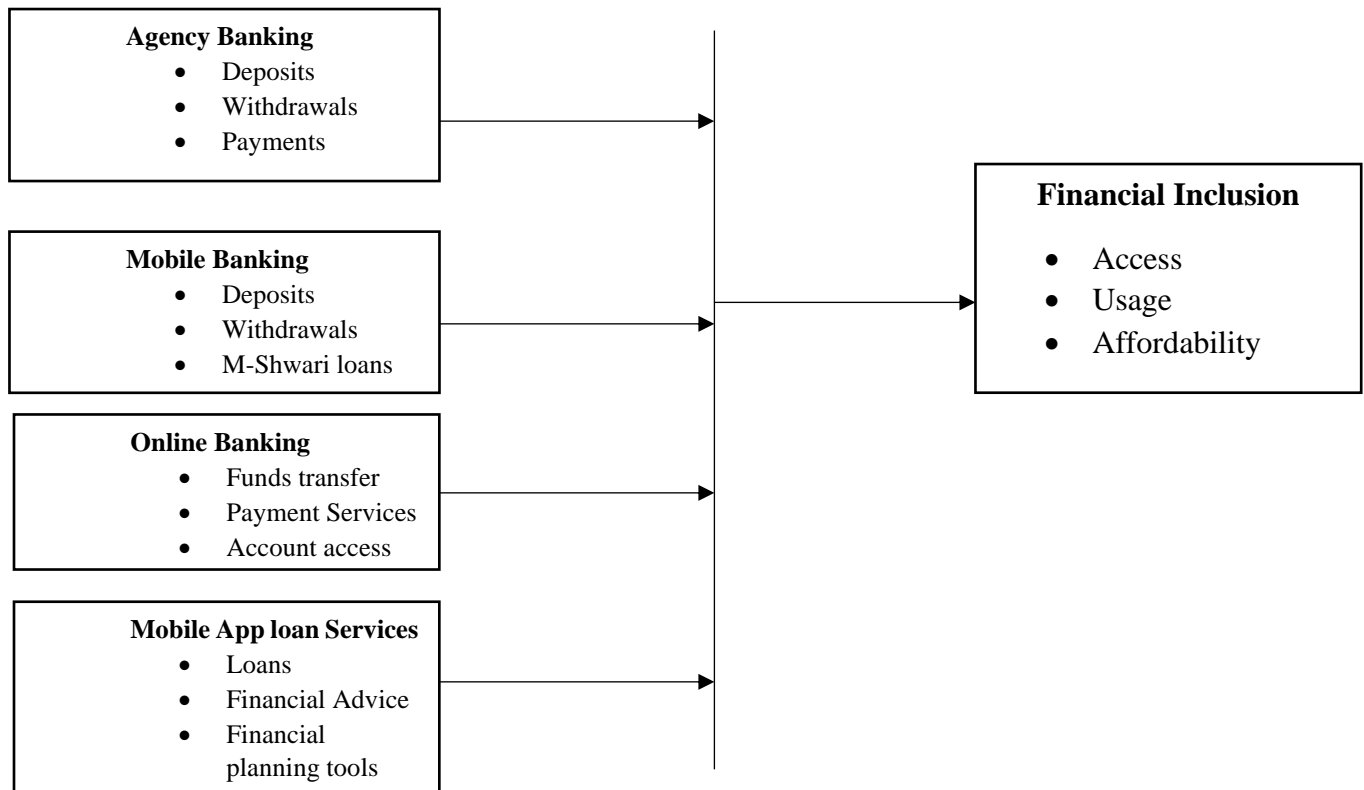 Agency Banking
• Deposits
• Withdrawals
• Payments
Mobile Banking
• Deposits
• Withdrawals
• M-Shwari loans
Online Banking
• Funds transfer
• Payment Services
• Account access
Mobile App loan Services
• Loans
• Financial Advice
• Financial
planning tools
Financial Inclusion
• Access
• Usage
• Affordability